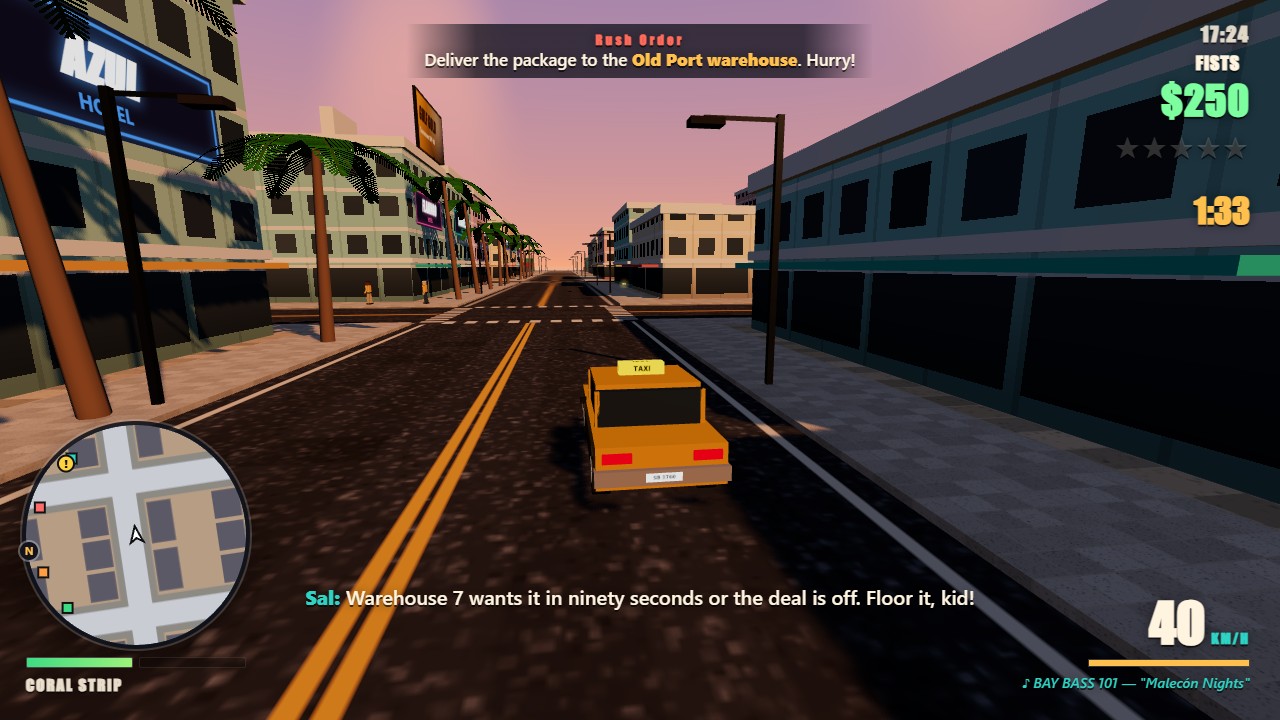 Rush Order
Deliver the package to the Old Port warehouse. Hurry!
17:24
FISTS
$250
1:33
AZUL
HOTEL
TAXI
!
N
Sal: Warehouse 7 wants it in ninety seconds or the deal is off. Floor it, kid!
40 KM/H
CORAL STRIP
♪ BAY BASS 101 — "Malecón Nights"